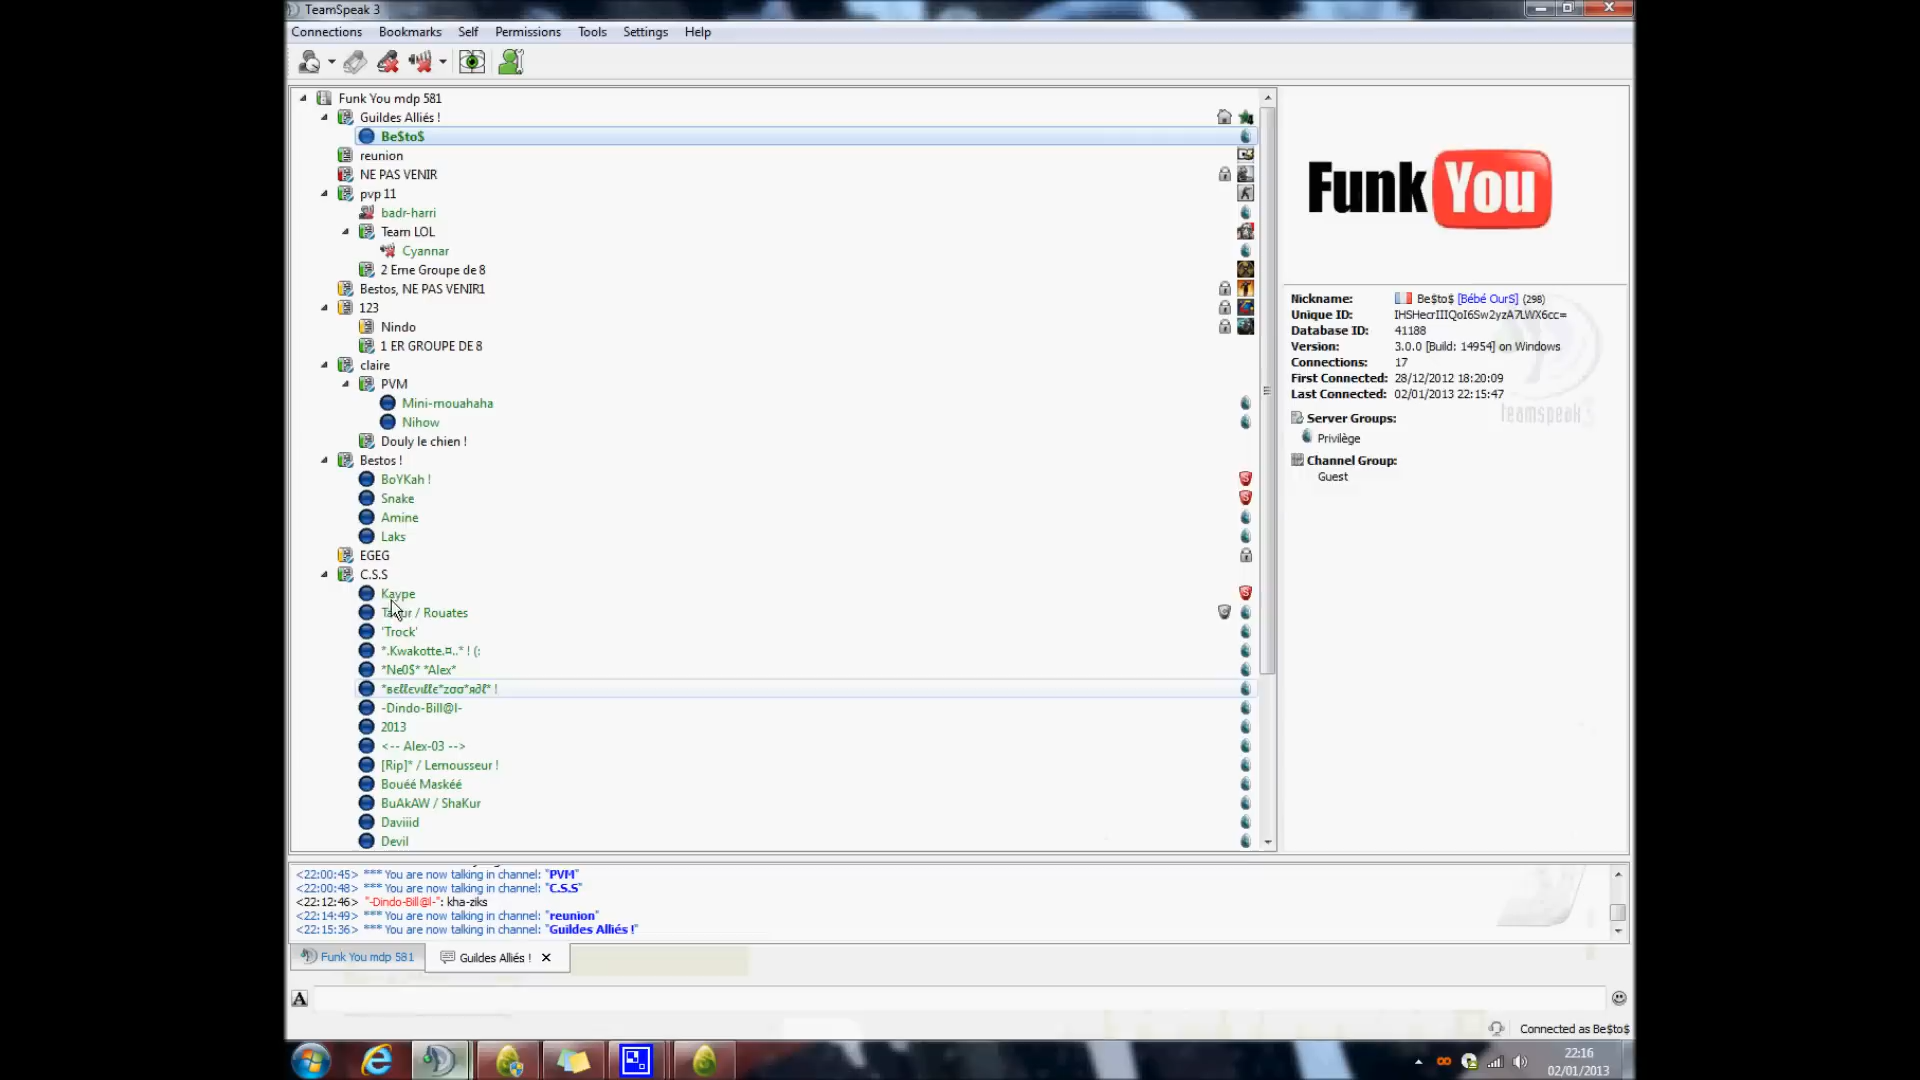 TeamSpeak 3
Connections Bookmarks Self Permissions Tools Settings Help
Funk You mdp 581
Guildes Alliés !
Be$to$
reunion
NE PAS VENIR
pvp 11
badr-harri
Team LOL
Cyannar
2 Eme Groupe de 8
Bestos, NE PAS VENIR1
123
Nindo
1 ER GROUPE DE 8
claire
PVM
Mini-mouahaha
Nihow
Douly le chien !
Bestos !
BoYKah !
Snake
Amine
Laks
EGEG
C.S.S
Kaype
/ Rouates
'Trock'
*.Kwakotte.¤..* ! (:
*Ne0$* *Alex*
-Dindo-Bill@l-
2013
<-- Alex-03 -->
[Rip]* / Lemousseur !
Bouéé Maskéé
BuAkAW / ShaKur
Daviiid
Devil
Funk You
Nickname: Be$to$ [Bébé OurS] (298)
Unique ID:
Database ID: 41188
Version: 3.0.0 [Build: 14954] on Windows
Connections: 17
First Connected: 28/12/2012 18:20:09
Last Connected: 02/01/2013 22:15:47
teamspeak 3
Server Groups:
Privilège
Channel Group:
Guest
<22:00:45> *** You are now talking in channel: "PVM"
<22:00:48> *** You are now talking in channel: "C.S.S"
<22:12:46> "-Dindo-Bill@l-": kha-ziks
<22:14:49> *** You are now talking in channel: "reunion"
<22:15:36> *** You are now talking in channel: "Guildes Alliés !"
Funk You mdp 581 Guildes Alliés !
Connected as Be$to$
22:16
02/01/2013